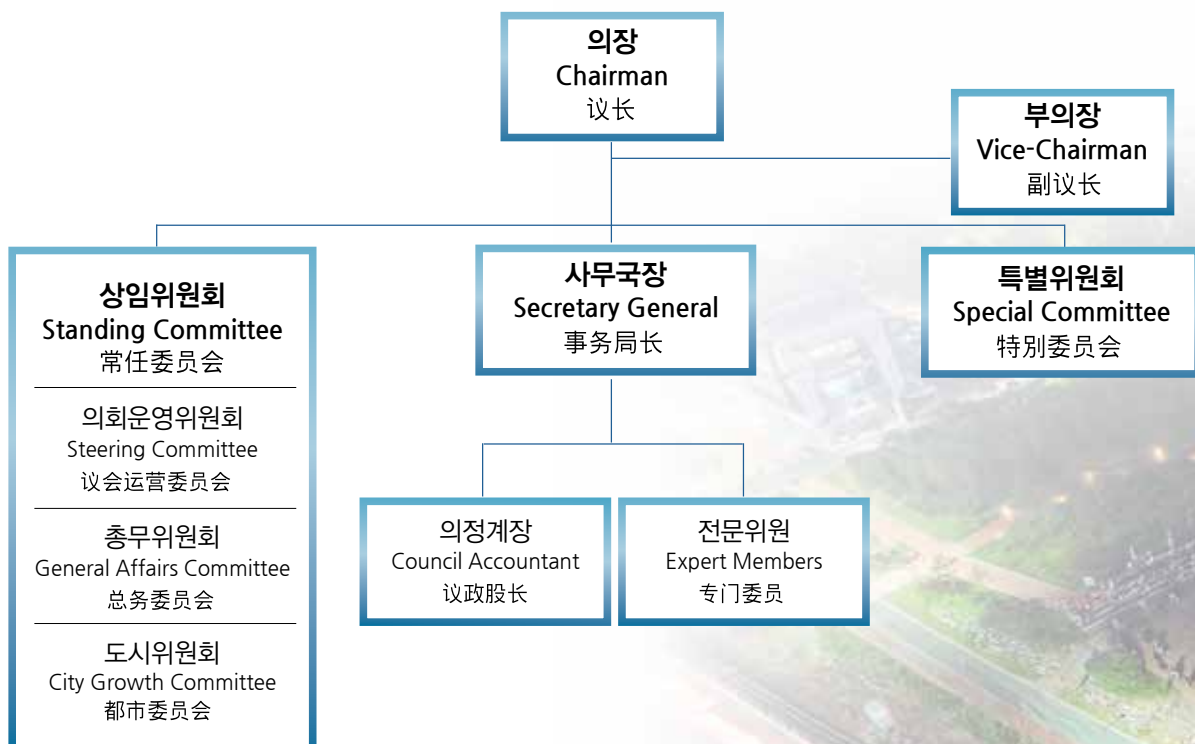 의장
Chairman
议长
부의장
Vice-Chairman
副议长
상임위원회
Standing Committee
常任委员会
의회운영위원회
Steering Committee
议会运营委员会
총무위원회
General Affairs Committee
总务委员会
도시위원회
City Growth Committee
都市委员会
사무국장
Secretary General
事务局长
의정계장
Council Accountant
议政股长
전문위원
Expert Members
专门委员
특별위원회
Special Committee
特别委员会